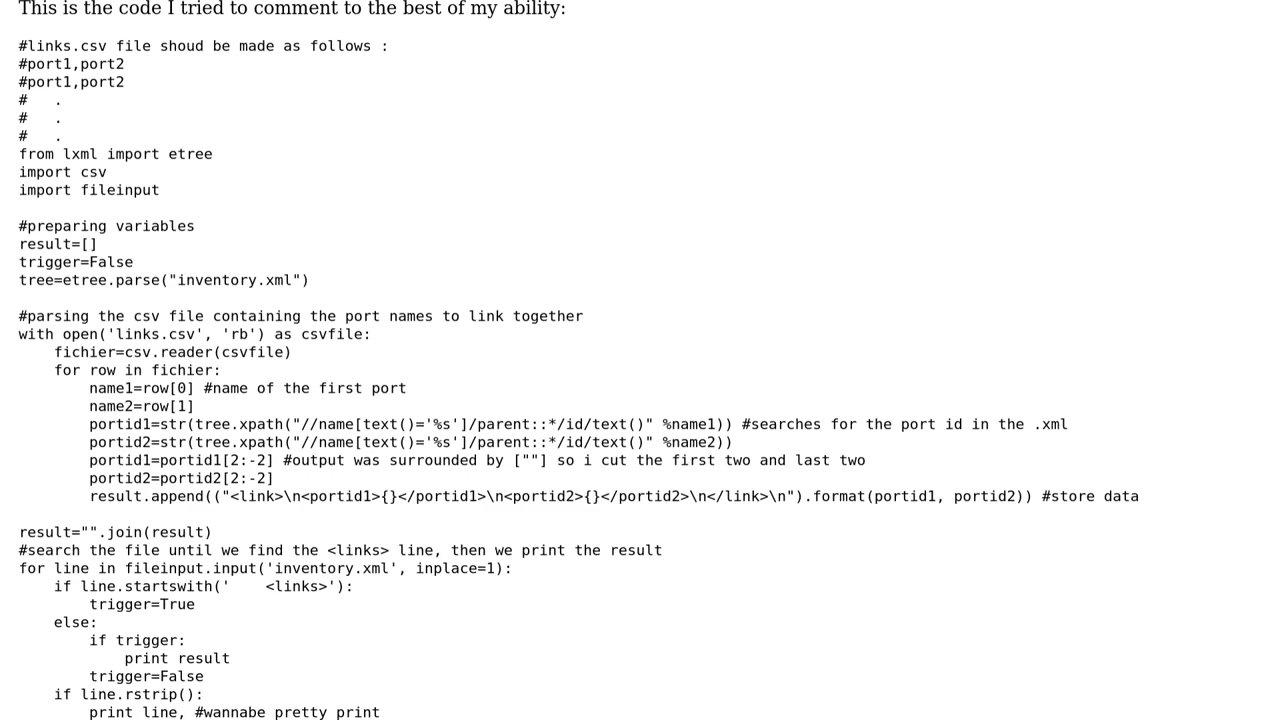 This is the code I tried to comment to the best of my ability:
#links.csv file shoud be made as follows :
#port1,port2
#port1,port2
#   .
#   .
#   .
from lxml import etree
import csv
import fileinput

#preparing variables
result=[]
trigger=False
tree=etree.parse("inventory.xml")

#parsing the csv file containing the port names to link together
with open('links.csv', 'rb') as csvfile:
    fichier=csv.reader(csvfile)
    for row in fichier:
        name1=row[0] #name of the first port
        name2=row[1]
        portid1=str(tree.xpath("//name[text()='%s']/parent::*/id/text()" %name1)) #searches for the port id in the .xml
        portid2=str(tree.xpath("//name[text()='%s']/parent::*/id/text()" %name2))
        portid1=portid1[2:-2] #output was surrounded by [""] so i cut the first two and last two
        portid2=portid2[2:-2]
        result.append(("<link>\n<portid1>{}</portid1>\n<portid2>{}</portid2>\n</link>\n").format(portid1, portid2)) #store data

result="".join(result)
#search the file until we find the <links> line, then we print the result
for line in fileinput.input('inventory.xml', inplace=1):
    if line.startswith('    <links>'):
        trigger=True
    else:
        if trigger:
            print result
        trigger=False
    if line.rstrip():
        print line, #wannabe pretty print